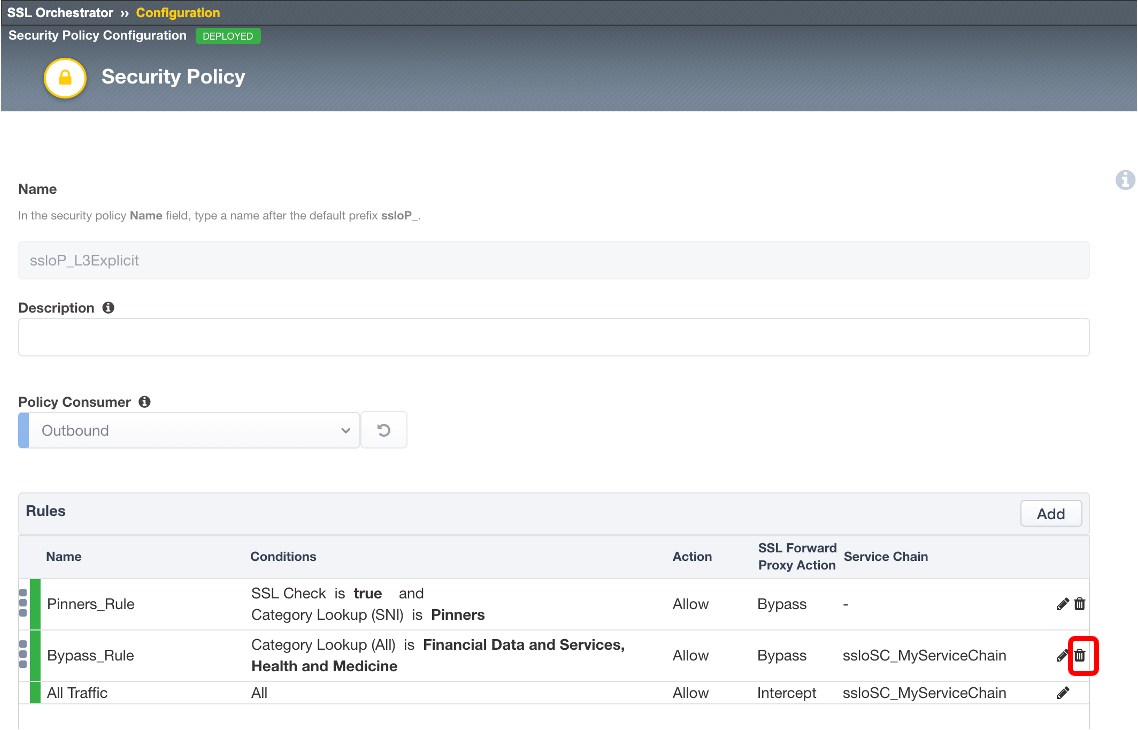 SSL Orchestrator ›› Configuration
Security Policy Configuration DEPLOYED
Security Policy
Name
In the security policy Name field, type a name after the default prefix ssloP_.
ssloP_L3Explicit
Description
Policy Consumer
Outbound
Rules Add
Name Conditions Action SSL Forward Proxy Action Service Chain
Pinners_Rule SSL Check is true and
Category Lookup (SNI) is Pinners Allow Bypass -
Bypass_Rule Category Lookup (All) is Financial Data and Services,
Health and Medicine Allow Bypass ssloSC_MyServiceChain
All Traffic All Allow Intercept ssloSC_MyServiceChain